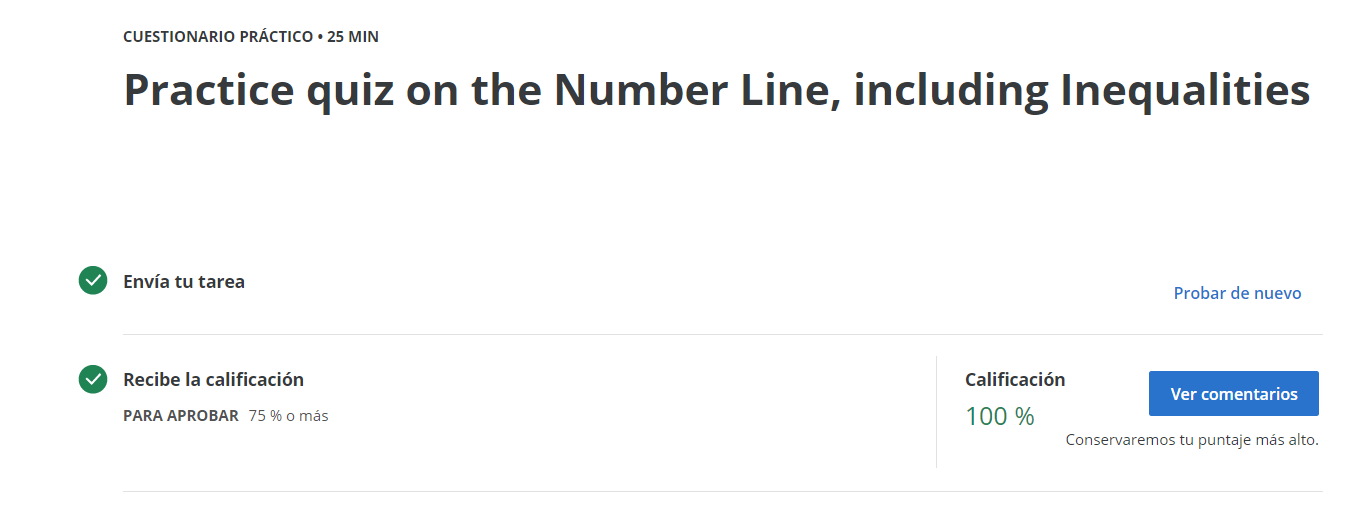 CUESTIONARIO PRÁCTICO • 25 MIN
Practice quiz on the Number Line, including Inequalities
Envía tu tarea
Probar de nuevo
Recibe la calificación
PARA APROBAR 75 % o más
Calificación
100 %
Ver comentarios
Conservaremos tu puntaje más alto.